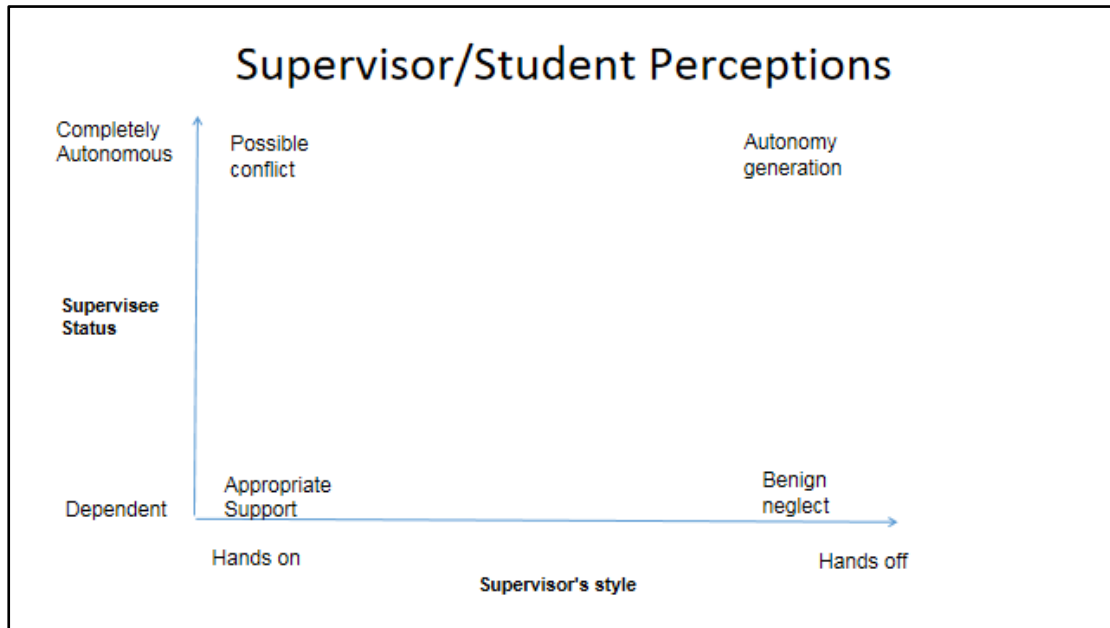 Supervisor/Student Perceptions
Completely
Autonomous
Possible
conflict
Autonomy
generation
Supervisee
Status
Dependent
Appropriate
Support
Benign
neglect
Hands on
Hands off
Supervisor's style